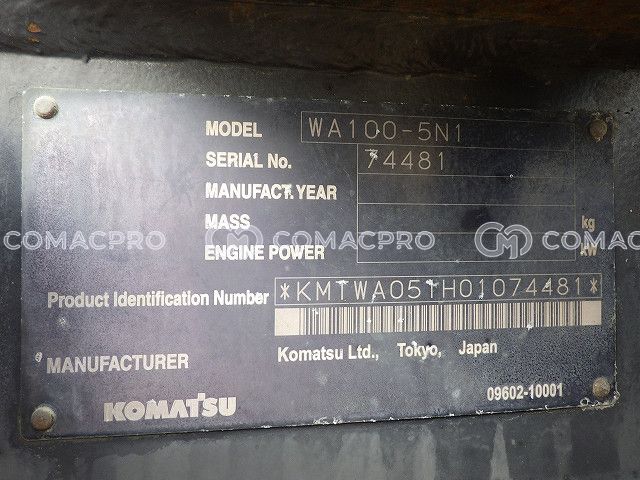 MODEL WA100-5N1
SERIAL No. 74481
MANUFACT.YEAR
MASS kg
COMACPRO COMACPRO COMACPRO
ENGINE POWER kW
Product Identification Number *KMTWA051H01074481*
MANUFACTURER Komatsu Ltd., Tokyo, Japan
KOMATSU 09602-10001